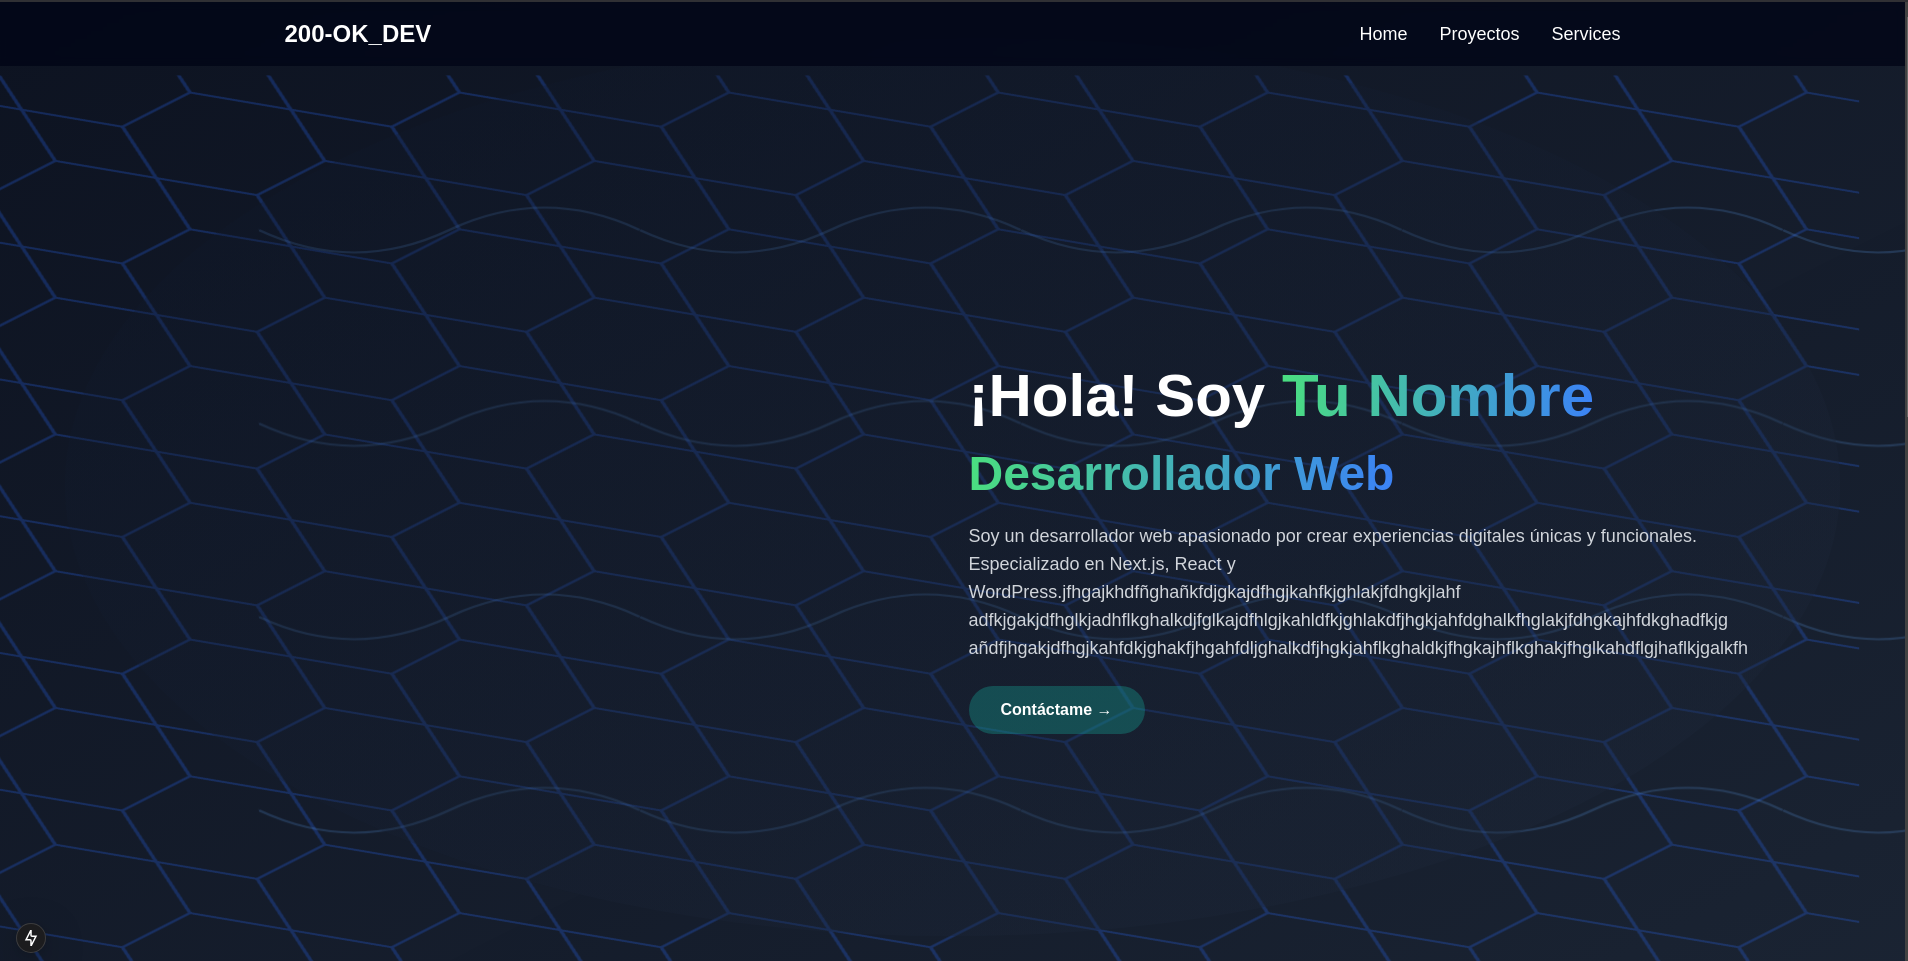 200-OK_DEV
Home Proyectos Services
¡Hola! Soy Tu Nombre
Desarrollador Web
Soy un desarrollador web apasionado por crear experiencias digitales únicas y funcionales.
Especializado en Next.js, React y
WordPress.jfhgajkhdfñghañkfdjgkajdfhgjkahfkjghlakjfdhgkjlahf
adfkjgakjdfhglkjadhflkghalkdjfglkajdfhlgjkahldfkjghlakdfjhgkjahfdghalkfhglakjfdhgkajhfdkghadfkjg
añdfjhgakjdfhgjkahfdkjghakfjhgahfdljghalkdfjhgkjahflkghaldkjfhgkajhflkghakjfhglkahdflgjhaflkjgalkfh
Contáctame →